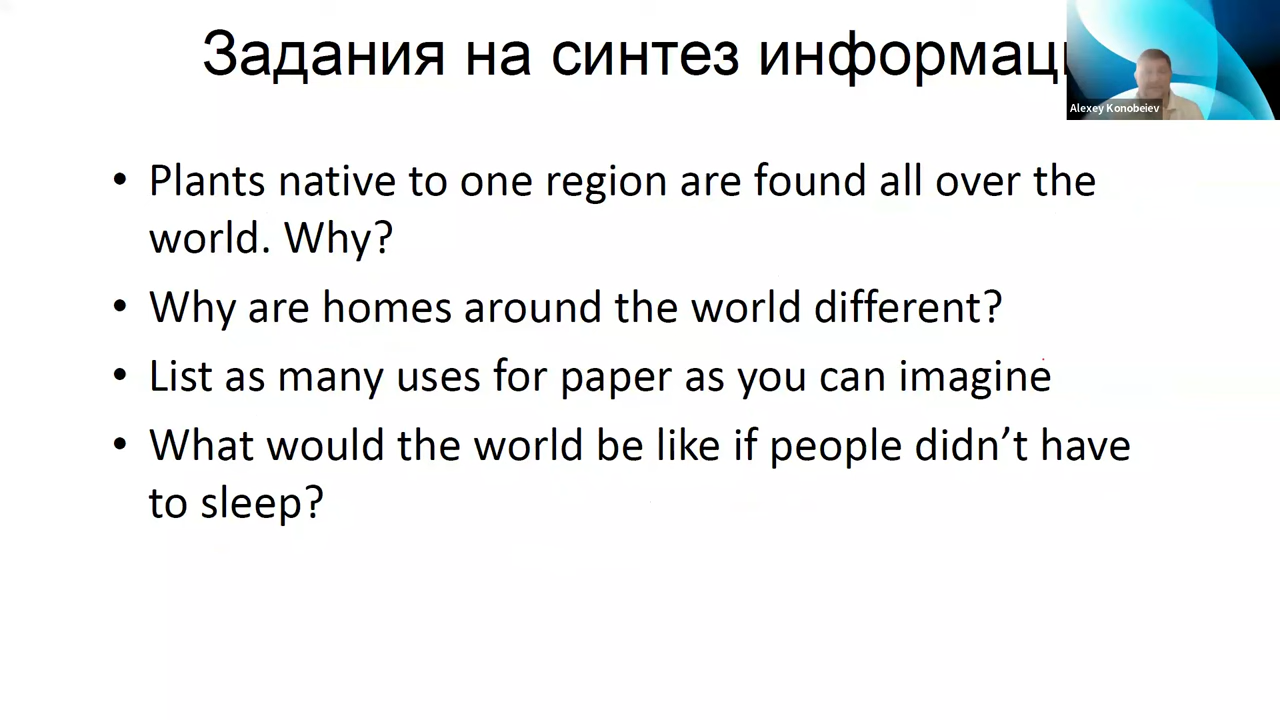 Задания на синтез
Alexey Konobeiev
• Plants native to one region are found all over the
world. Why?
• Why are homes around the world different?
• List as many uses for paper as you can imagine
• What would the world be like if people didn’t have
to sleep?